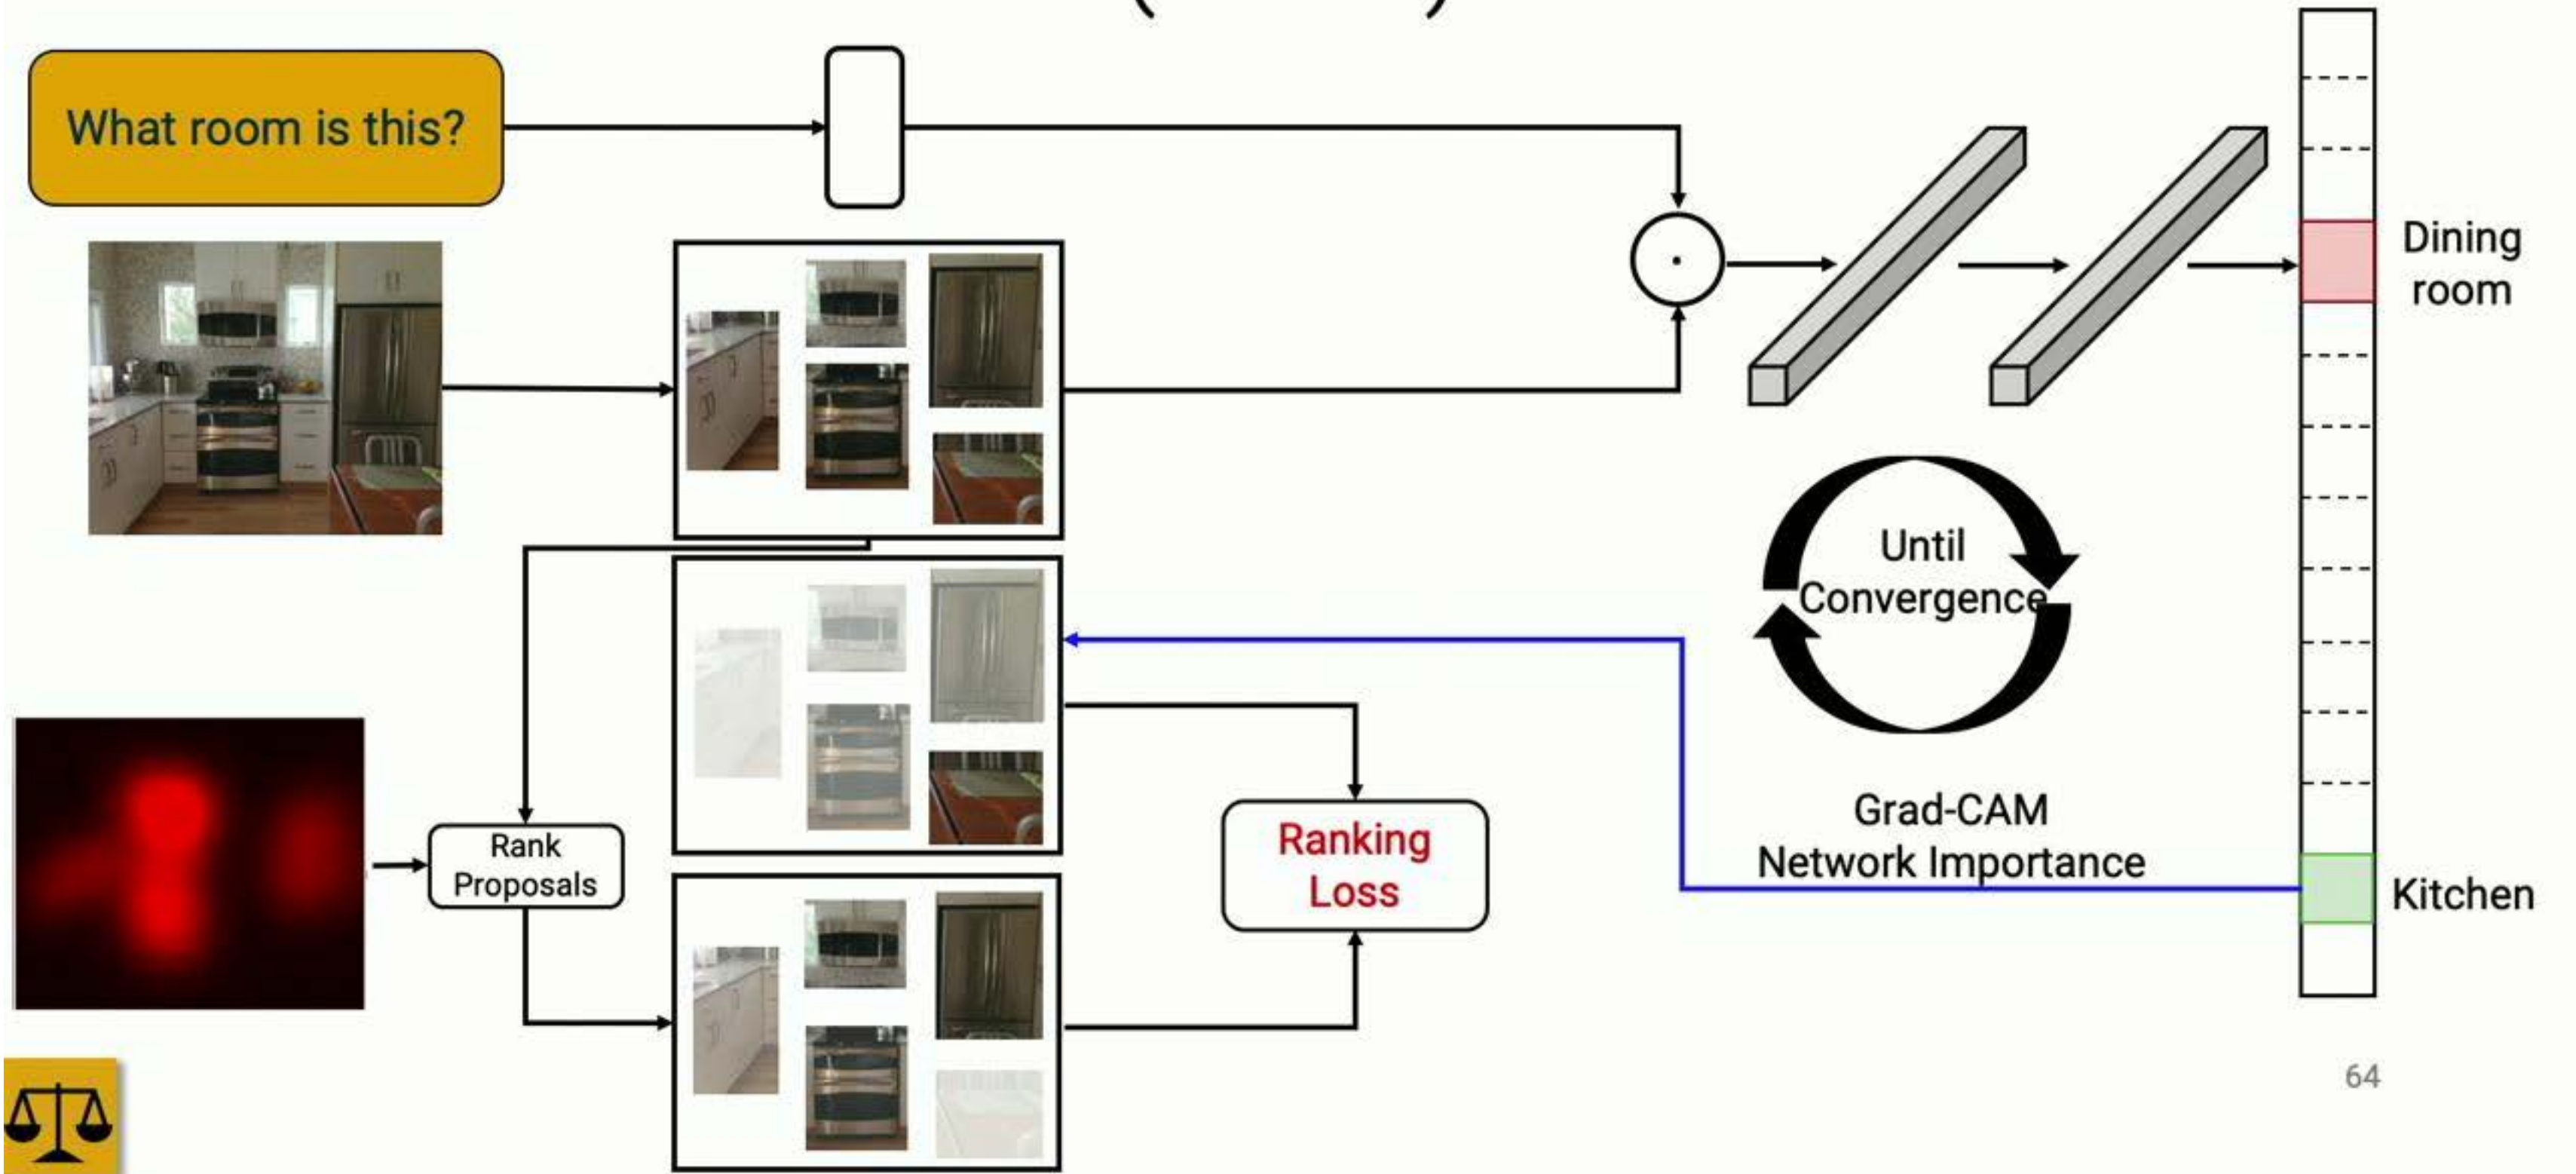 What room is this?
Dining
room
Until
Convergence
Grad-CAM
Network Importance
Kitchen
Rank
Proposals
Ranking
Loss
64